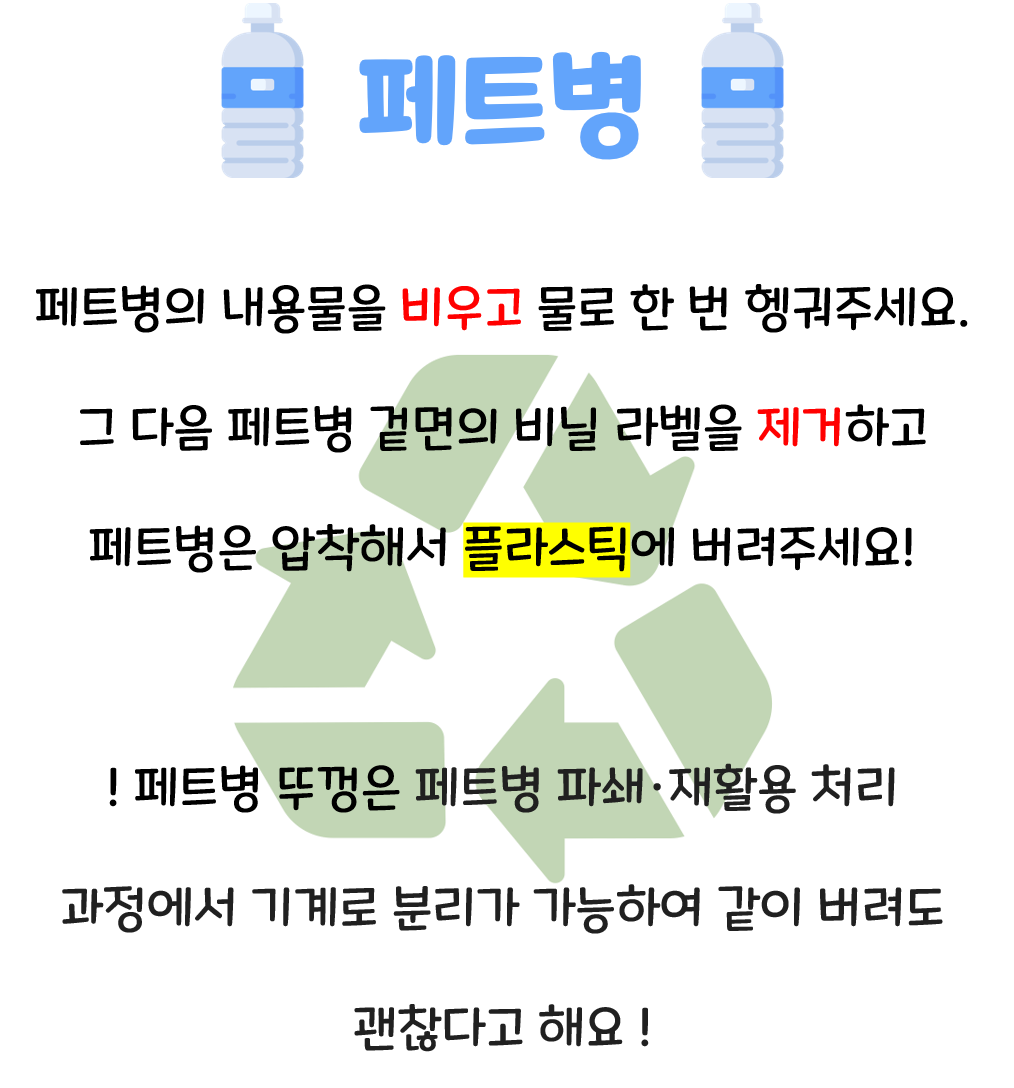 페트병
페트병의 내용물을 비우고 물로 한 번 헹궈주세요.
그 다음 페트병 겉면의 비닐 라벨을 제거하고
페트병은 압착해서 플라스틱에 버려주세요!
! 페트병 뚜껑은 페트병 파쇄·재활용 처리
과정에서 기계로 분리가 가능하여 같이 버려도
괜찮다고 해요 !